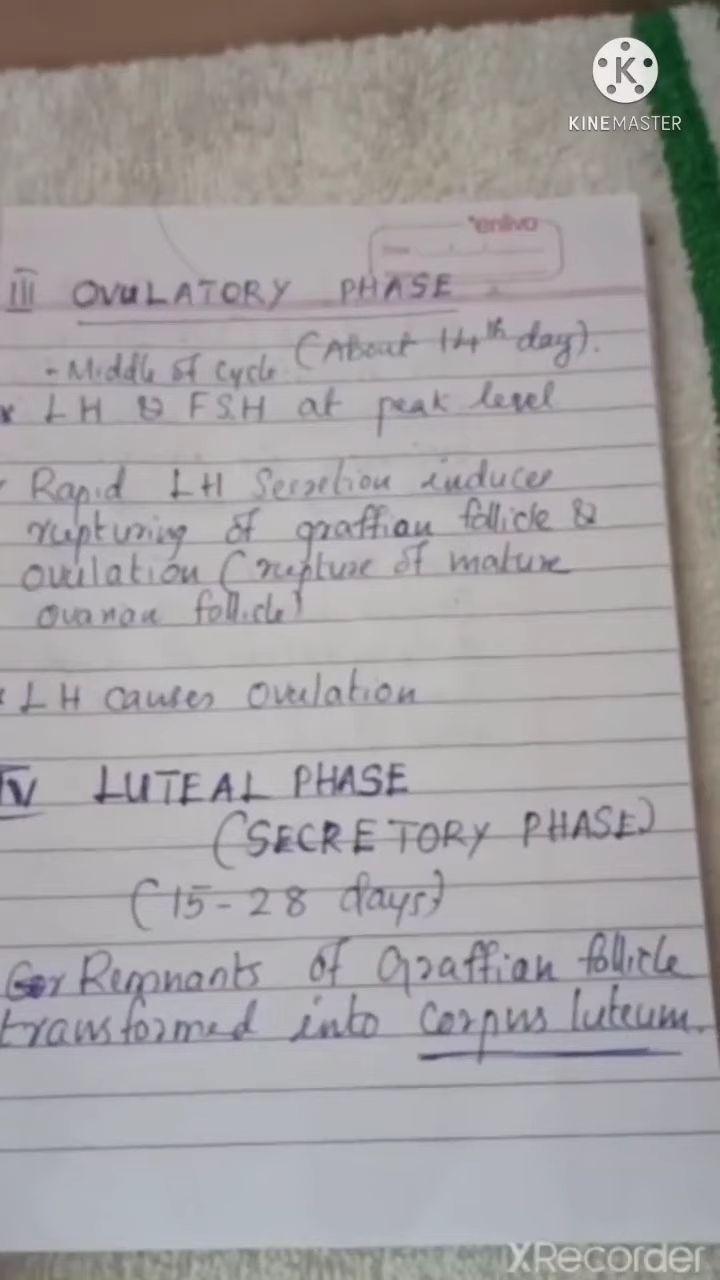 KINEMASTER
enlivo
III OVULATORY PHASE
- Middle of cycle (About 14th day).
x LH & FSH at peak level
Rapid LH Secretion induces
rupturing of graffian follicle &
ovulation (rupture of mature
ovarian follicle)
LH causes Ovulation
IV LUTEAL PHASE
(SECRETORY PHASE)
(15-28 days)
Remnants of Graffian follicle
transformed into corpus luteum.
XRecorder